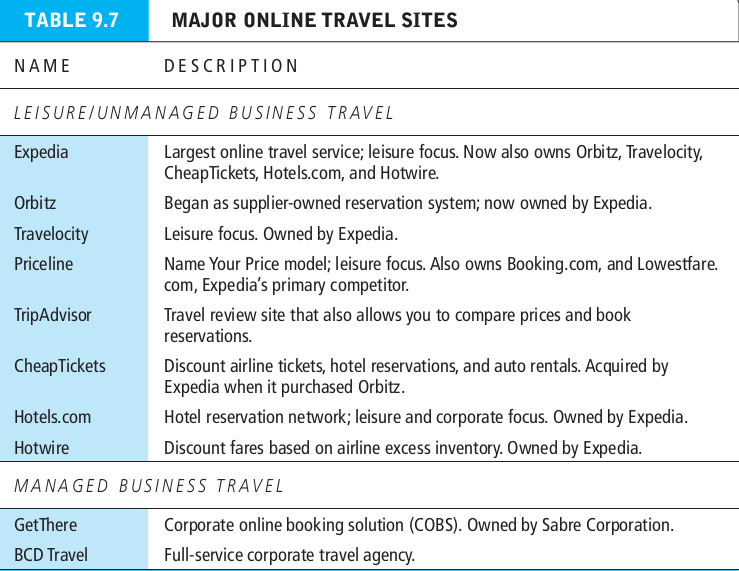 TABLE 9.7 MAJOR ONLINE TRAVEL SITES
NAME DESCRIPTION
LEISURE/UNMANAGED BUSINESS TRAVEL
Expedia Largest online travel service; leisure focus. Now also owns Orbitz, Travelocity,
CheapTickets, Hotels.com, and Hotwire.
Orbitz Began as supplier-owned reservation system; now owned by Expedia.
Travelocity Leisure focus. Owned by Expedia.
Priceline Name Your Price model; leisure focus. Also owns Booking.com, and Lowestfare.
com, Expedia’s primary competitor.
TripAdvisor Travel review site that also allows you to compare prices and book
reservations.
CheapTickets Discount airline tickets, hotel reservations, and auto rentals. Acquired by
Expedia when it purchased Orbitz.
Hotels.com Hotel reservation network; leisure and corporate focus. Owned by Expedia.
Hotwire Discount fares based on airline excess inventory. Owned by Expedia.
MANAGED BUSINESS TRAVEL
GetThere Corporate online booking solution (COBS). Owned by Sabre Corporation.
BCD Travel Full-service corporate travel agency.